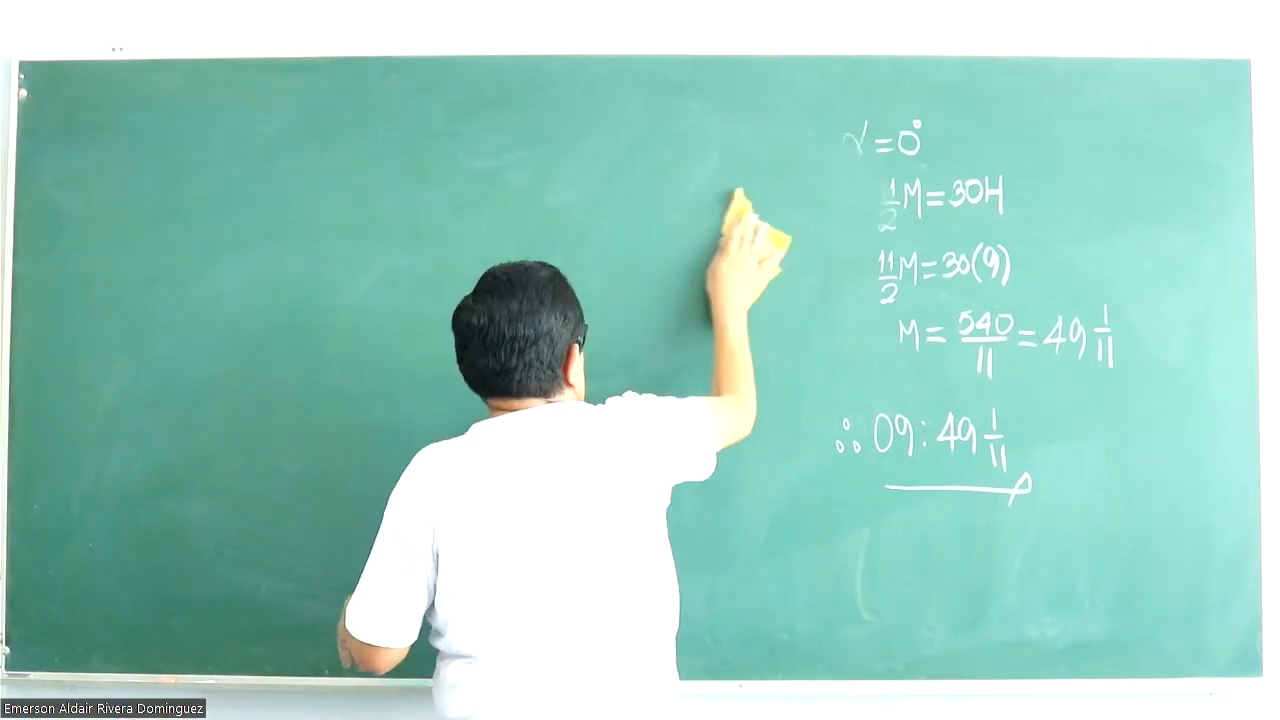 = 0°
1/2 M = 30H
11/2 M = 30(9)
M = 540/11 = 49 1/11
∴ 09 : 49 1/11
Emerson Aldair Rivera Dominguez